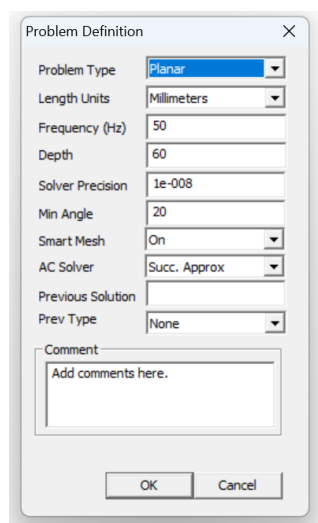 Problem Definition
Problem Type Planar
Length Units Millimeters
Frequency (Hz) 50
Depth 60
Solver Precision 1e-008
Min Angle 20
Smart Mesh On
AC Solver Succ. Approx
Previous Solution
Prev Type None
Comment
Add comments here.
OK Cancel